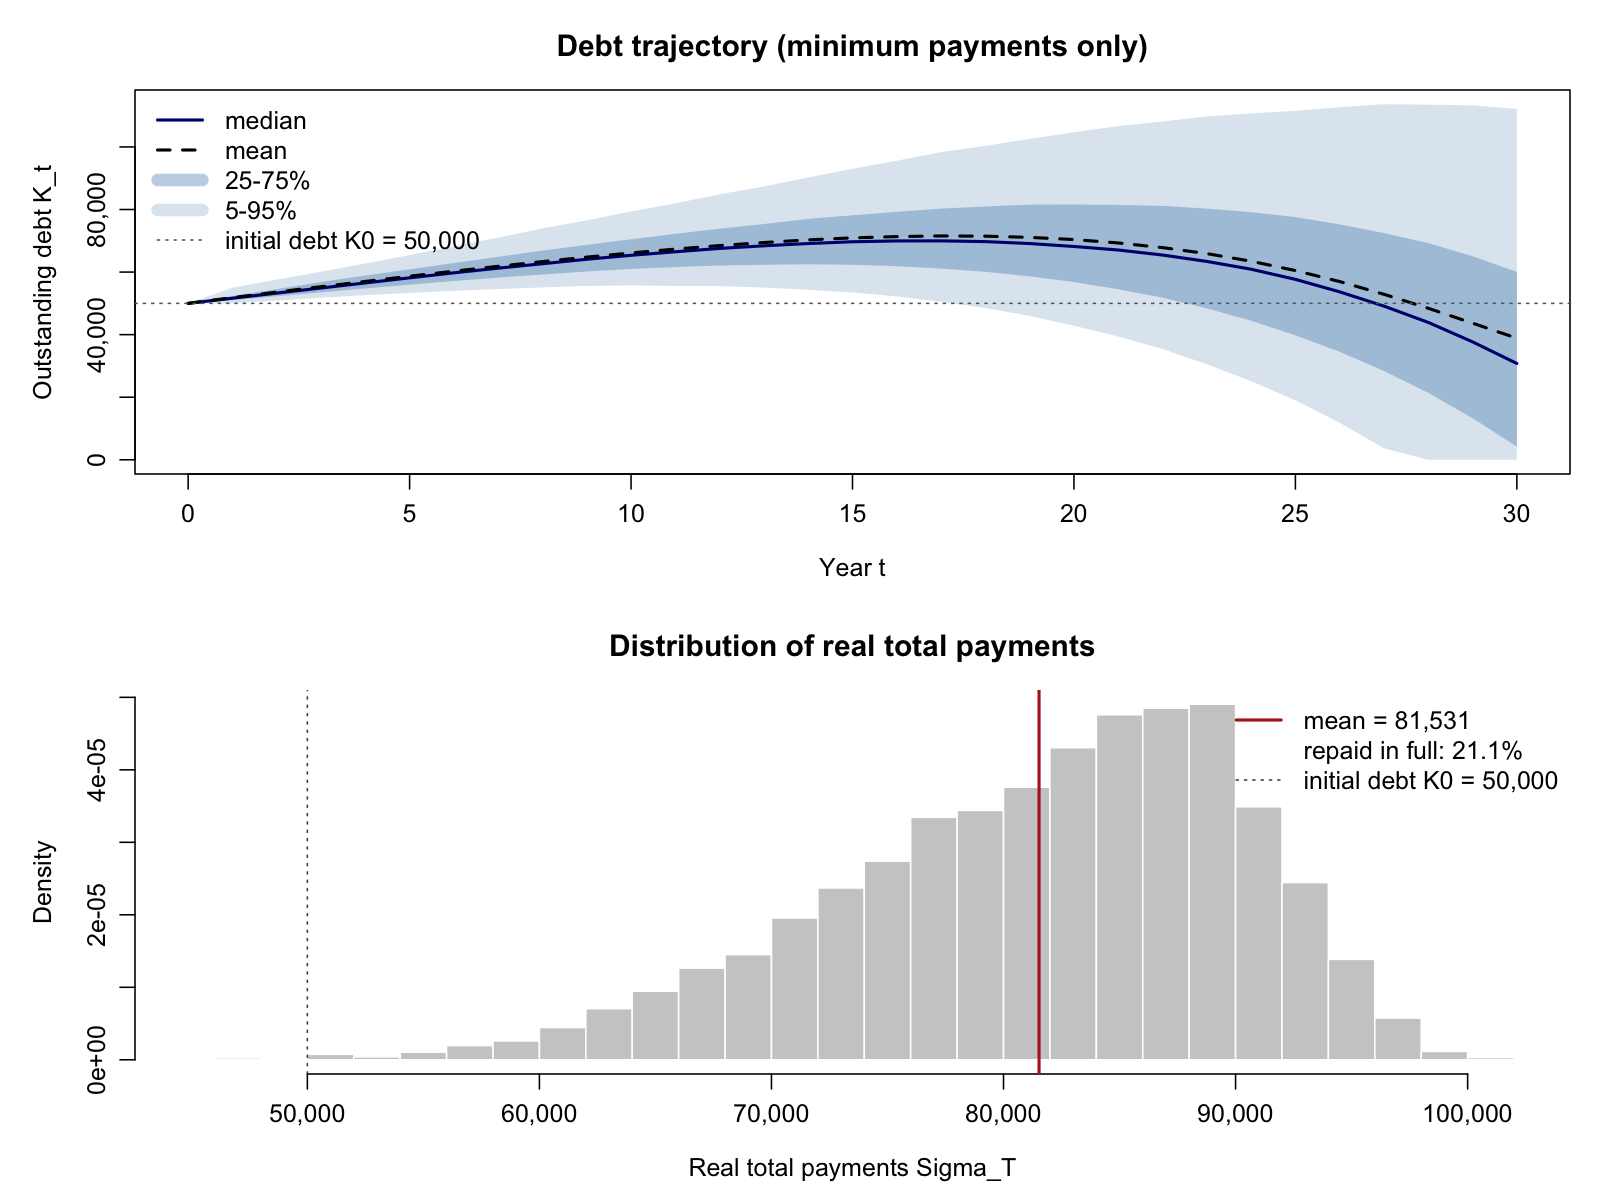 Debt trajectory (minimum payments only)
median
mean
25-75%
5-95%
initial debt K0 = 50,000
Outstanding debt K_t
80,000
40,000
0
0 5 10 15 20 25 30
Year t
Distribution of real total payments
mean = 81,531
repaid in full: 21.1%
initial debt K0 = 50,000
Density
4e-05
2e-05
0e+00
50,000 60,000 70,000 80,000 90,000 100,000
Real total payments Sigma_T